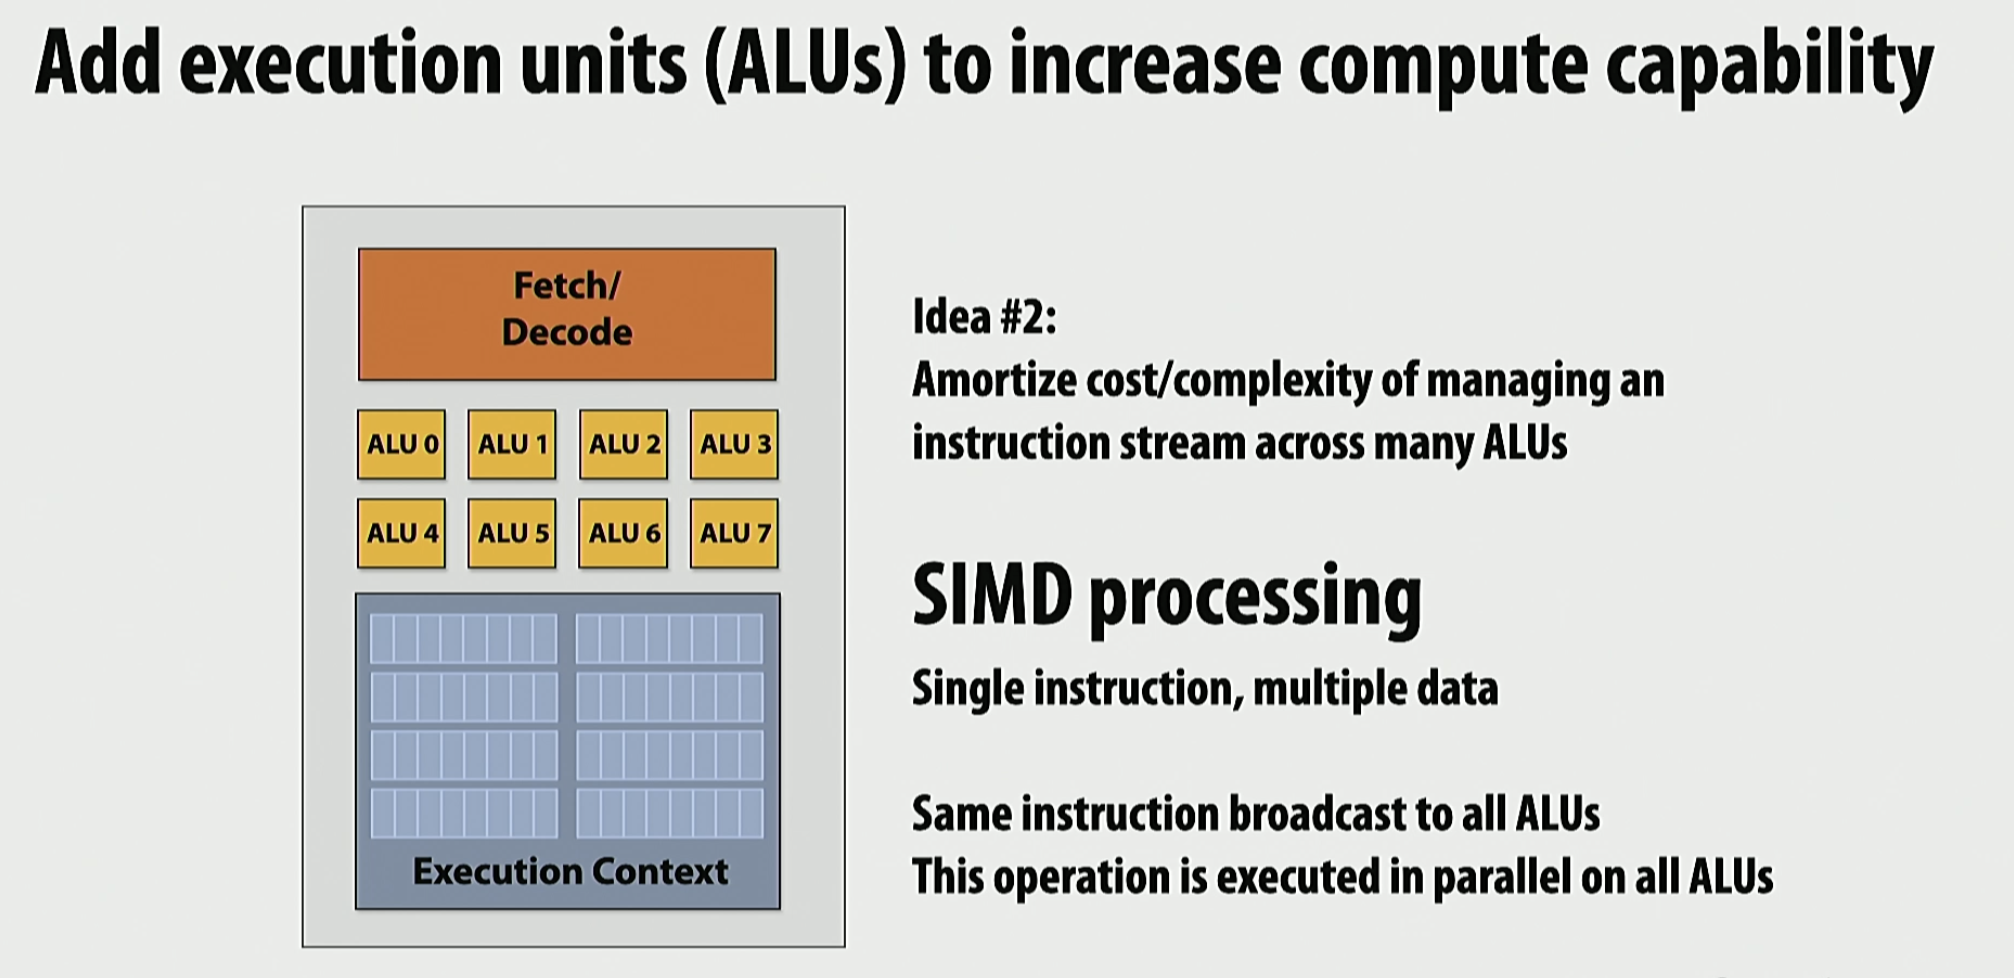 Add execution units (ALUs) to increase compute capability
Fetch/
Decode
ALU 0 ALU 1 ALU 2 ALU 3
ALU 4 ALU 5 ALU 6 ALU 7
Execution Context
Idea #2:
Amortize cost/complexity of managing an
instruction stream across many ALUs
SIMD processing
Single instruction, multiple data
Same instruction broadcast to all ALUs
This operation is executed in parallel on all ALUs